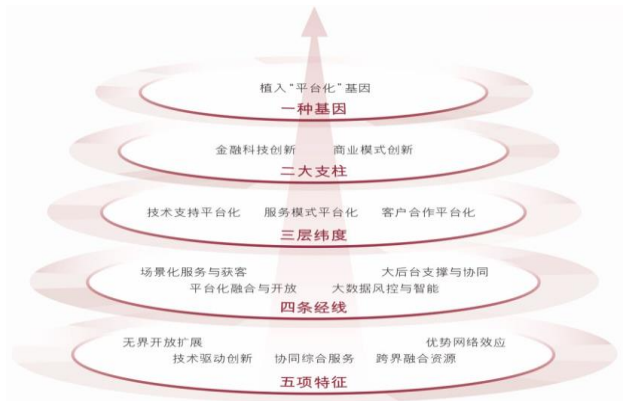 植入“平台化”基因
一种基因
金融科技创新 商业模式创新
二大支柱
技术支持平台化 服务模式平台化 客户合作平台化
三层纬度
场景化服务与获客 大后台支撑与协同
平台化融合与开放 大数据风控与智能
四条经线
无界开放扩展 优势网络效应
技术驱动创新 协同综合服务 跨界融合资源
五项特征